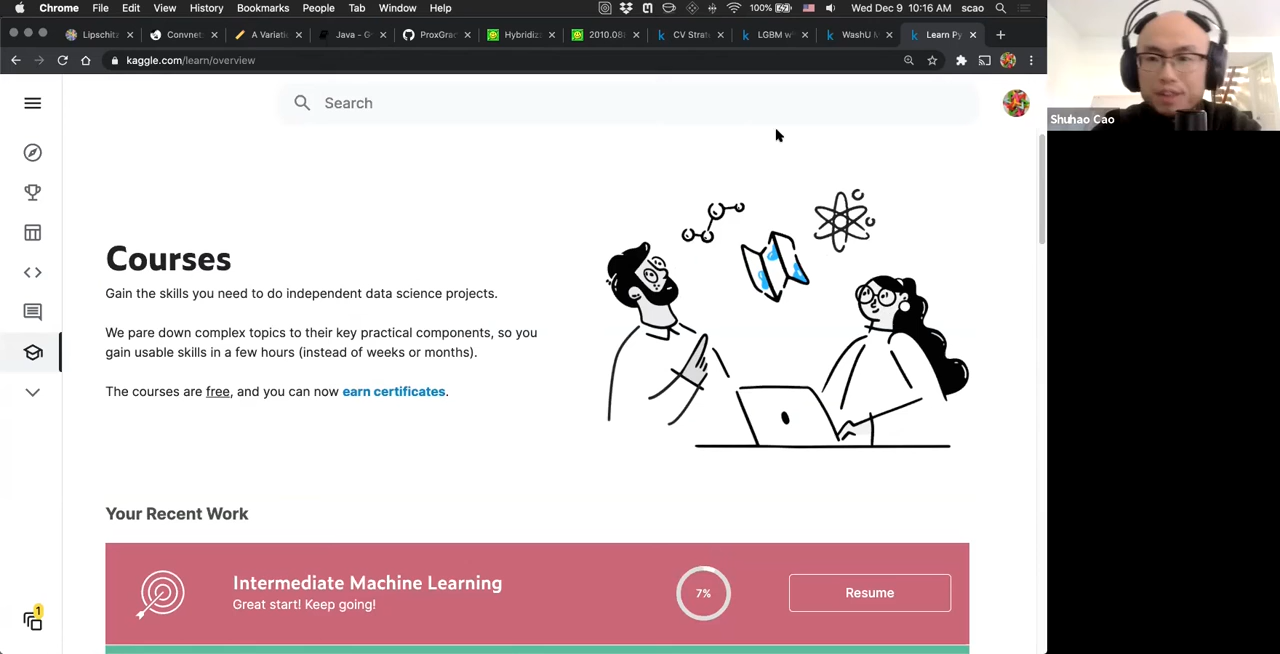 Chrome File Edit View History Bookmarks People Tab Window Help 100% Wed Dec 9 10:16 AM scao
Lipschitz Convnet A Variatio Java - G ProxGrad Hybridiz 2010.08 CV Strat LGBM w WashU M Learn Py
kaggle.com/learn/overview
Search
Shuhao Cao
Courses
Gain the skills you need to do independent data science projects.
We pare down complex topics to their key practical components, so you
gain usable skills in a few hours (instead of weeks or months).
The courses are free, and you can now earn certificates.
Your Recent Work
Intermediate Machine Learning
Great start! Keep going!
7%
Resume
1